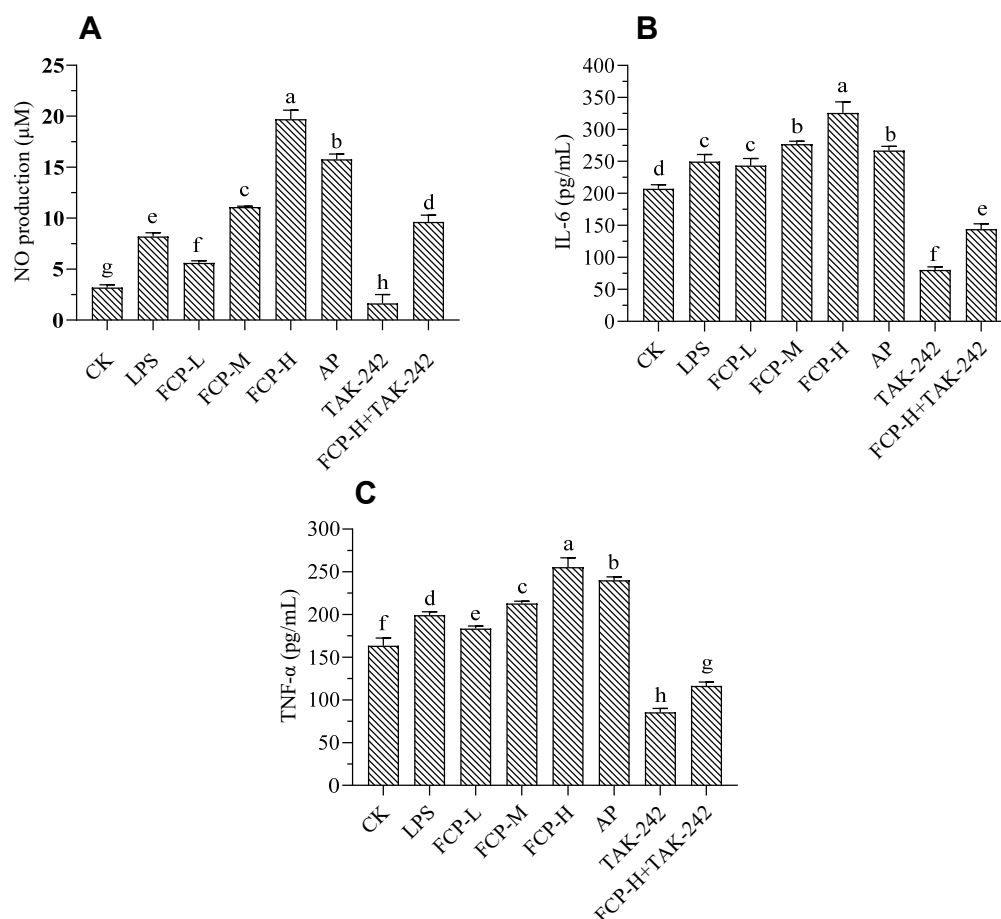 A
NO production (μM)
25
20
15
10
5
0
g
e
f
c
a
b
h
d
CK
LPS
FCP-L
FCP-M
FCP-H
AP
TAK-242
FCP-H+TAK-242
B
IL-6 (pg/mL)
400
350
300
250
200
150
100
50
0
d
c
c
b
a
b
f
e
CK
LPS
FCP-L
FCP-M
FCP-H
AP
TAK-242
FCP-H+TAK-242
C
TNF-α (pg/mL)
300
250
200
150
100
50
0
f
d
e
c
a
b
h
g
CK
LPS
FCP-L
FCP-M
FCP-H
AP
TAK-242
FCP-H+TAK-242